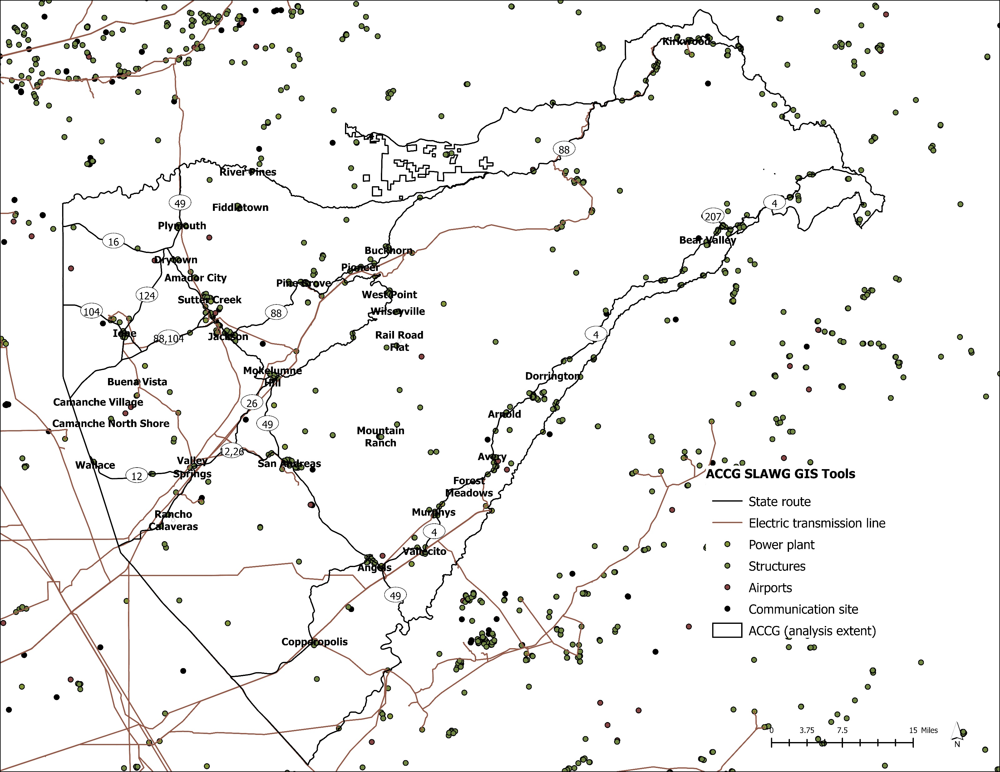 Kirkwood
88
River Pines
49
Fiddletown
4
207
Plymouth
16
Bear Valley
Buckhorn
Drytown
Pioneer
Amador City
Pine Grove
124
West Point
Sutter Creek
104
88
Wilseyville
Ione
88,104
Jackson
Rail Road
Flat
4
Mokelumne
Hill
Buena Vista
Dorrington
Camanche Village
26
Arnold
Camanche North Shore
49
Mountain
Ranch
12,26
Avery
Wallace
Valley
Springs
San Andreas
12
Forest
Meadows
Rancho
Calaveras
Murphys
4
Vallecito
Angels
49
Copperopolis
ACCG SLAWG GIS Tools
State route
Electric transmission line
Power plant
Structures
Airports
Communication site
ACCG (analysis extent)
0 3.75 7.5 15 Miles
N